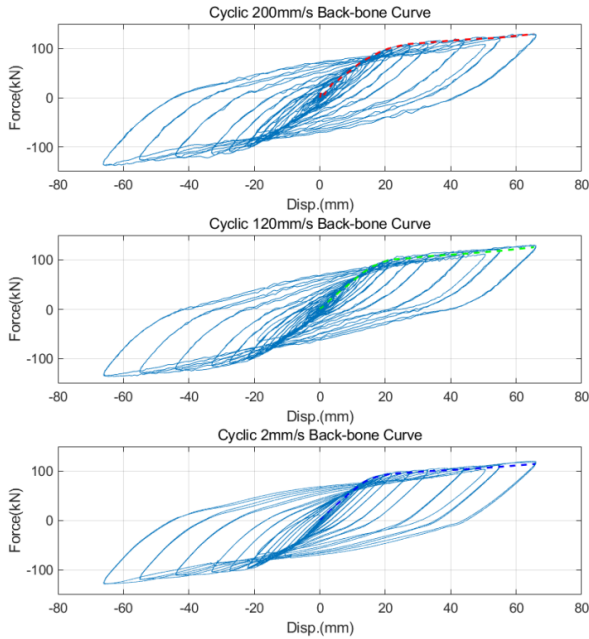 Cyclic 200mm/s Back-bone Curve
100
0
-100
Force(kN)
-80 -60 -40 -20 0 20 40 60 80
Disp.(mm)
Cyclic 120mm/s Back-bone Curve
100
0
-100
Force(kN)
-80 -60 -40 -20 0 20 40 60 80
Disp.(mm)
Cyclic 2mm/s Back-bone Curve
100
0
-100
Force(kN)
-80 -60 -40 -20 0 20 40 60 80
Disp.(mm)